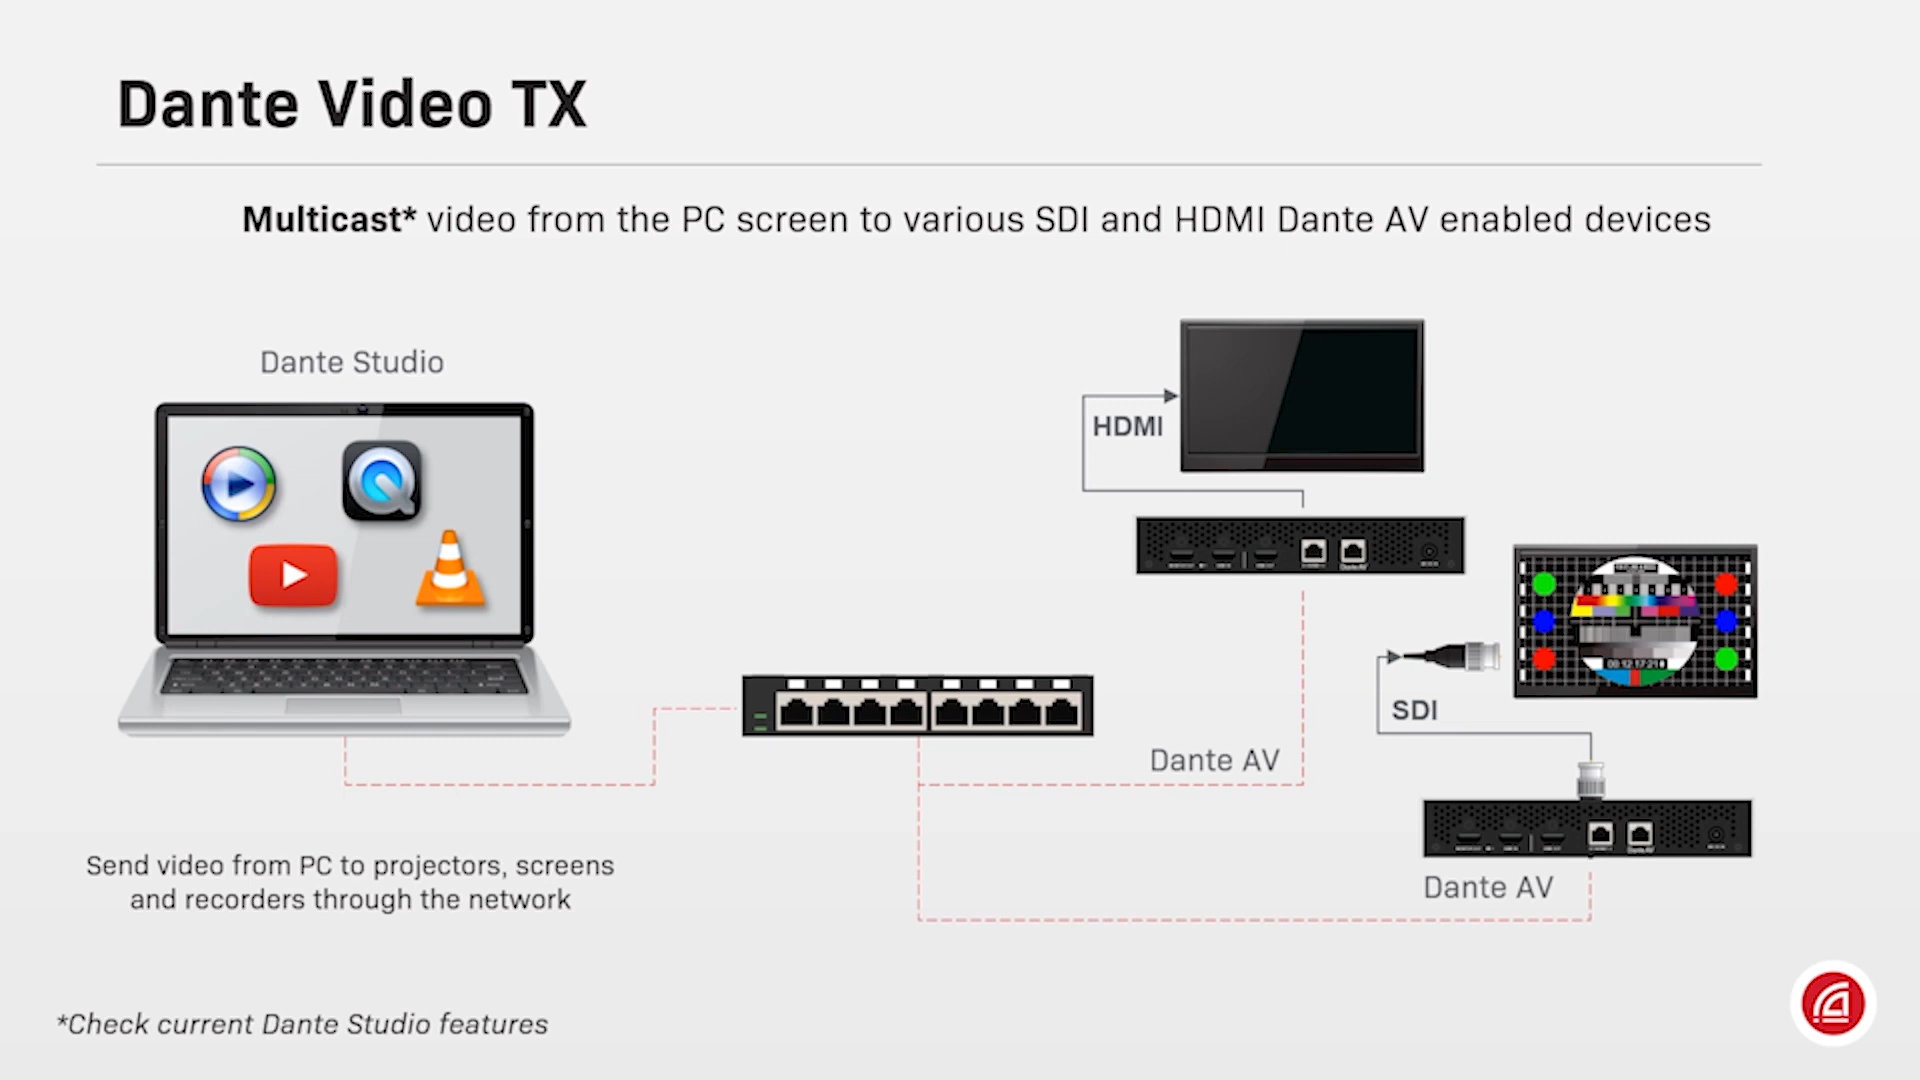 Dante Video TX
Multicast* video from the PC screen to various SDI and HDMI Dante AV enabled devices
Dante Studio
HDMI
SDI
Dante AV
Dante AV
Send video from PC to projectors, screens
and recorders through the network
*Check current Dante Studio features